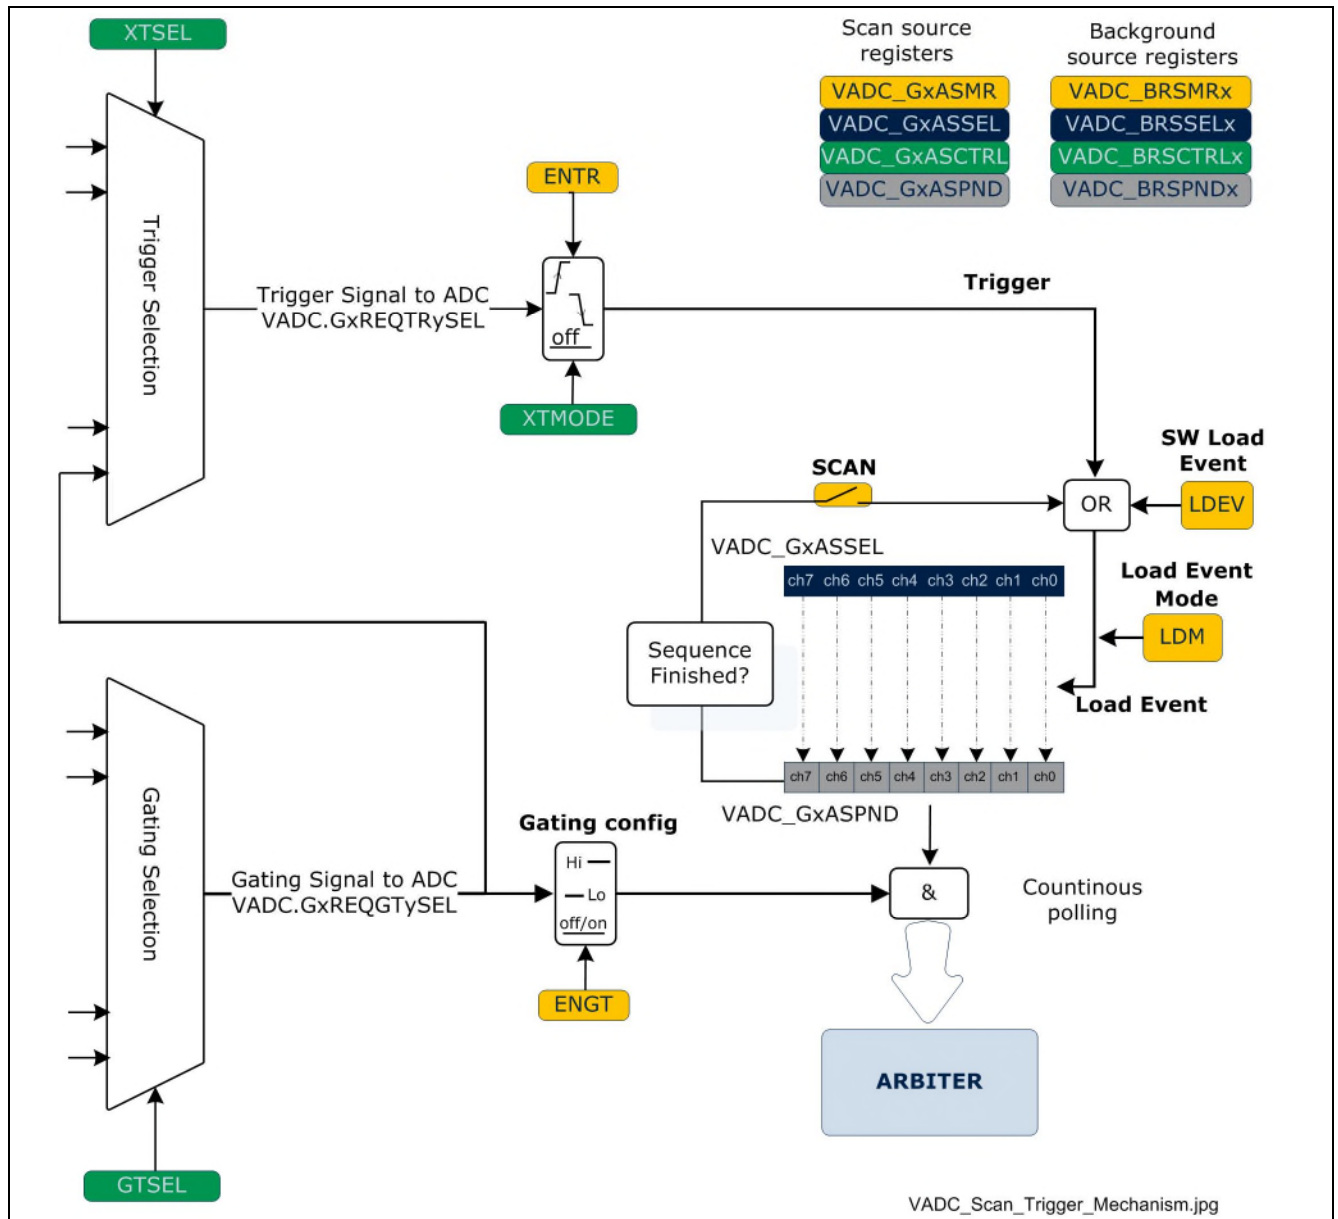 XTSEL
Scan source
registers
Background
source registers
VADC_GxASMR
VADC_BRSMRx
VADC_GxASSEL
VADC_BRSSELx
VADC_GxASCTRL
VADC_BRSCTRLx
VADC_GxASPND
VADC_BRSPNDx
ENTR
Trigger Selection
Trigger Signal to ADC
VADC.GxREQTRySEL
off
Trigger
XTMODE
SW Load
Event
SCAN
OR
LDEV
VADC_GxASSEL
ch7 ch6 ch5 ch4 ch3 ch2 ch1 ch0
Load Event
Mode
LDM
Sequence
Finished?
Load Event
ch7 ch6 ch5 ch4 ch3 ch2 ch1 ch0
VADC_GxASPND
Gating Selection
Gating config
Gating Signal to ADC
VADC.GxREQGTySEL
Hi
Lo
off/on
&
Countinous
polling
ENGT
ARBITER
GTSEL
VADC_Scan_Trigger_Mechanism.jpg